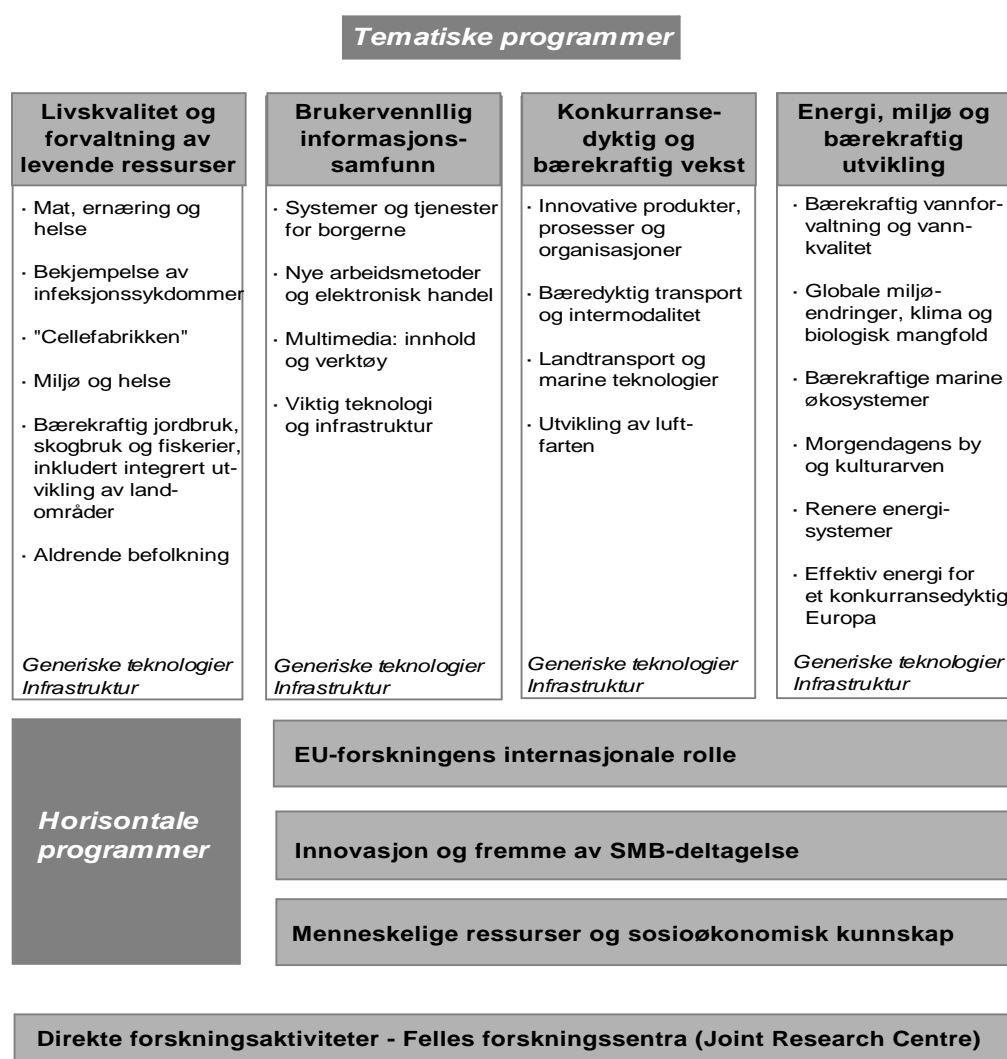 Tematiske programmer
Livskvalitet og
forvaltning av
levende ressurser
· Mat, ernæring og
helse
· Bekjempelse av
infeksjonssykdommer
· "Cellefabrikken"
· Miljø og helse
· Bærekraftig jordbruk,
skogbruk og fiskerier,
inkludert integrert ut-
vikling av land-
områder
· Aldrende befolkning
Generiske teknologier
Infrastruktur
Brukervennllig
informasjons-
samfunn
· Systemer og tjenester
for borgerne
· Nye arbeidsmetoder
og elektronisk handel
· Multimedia: innhold
og verktøy
· Viktig teknologi
og infrastruktur
Generiske teknologier
Infrastruktur
Konkurranse-
dyktig og
bærekraftig vekst
· Innovative produkter,
prosesser og
organisasjoner
· Bæredyktig transport
og intermodalitet
· Landtransport og
marine teknologier
· Utvikling av luft-
farten
Generiske teknologier
Infrastruktur
Energi, miljø og
bærekraftig
utvikling
· Bærekraftig vannfor-
valtning og vann-
kvalitet
· Globale miljø-
endringer, klima og
biologisk mangfold
· Bærekraftige marine
økosystemer
· Morgendagens by
og kulturarven
· Renere energi-
systemer
· Effektiv energi for
et konkurransedyktig
Europa
Generiske teknologier
Infrastruktur
Horisontale
programmer
EU-forskningens internasjonale rolle
Innovasjon og fremme av SMB-deltagelse
Menneskelige ressurser og sosioøkonomisk kunnskap
Direkte forskningsaktiviteter - Felles forskningssentra (Joint Research Centre)